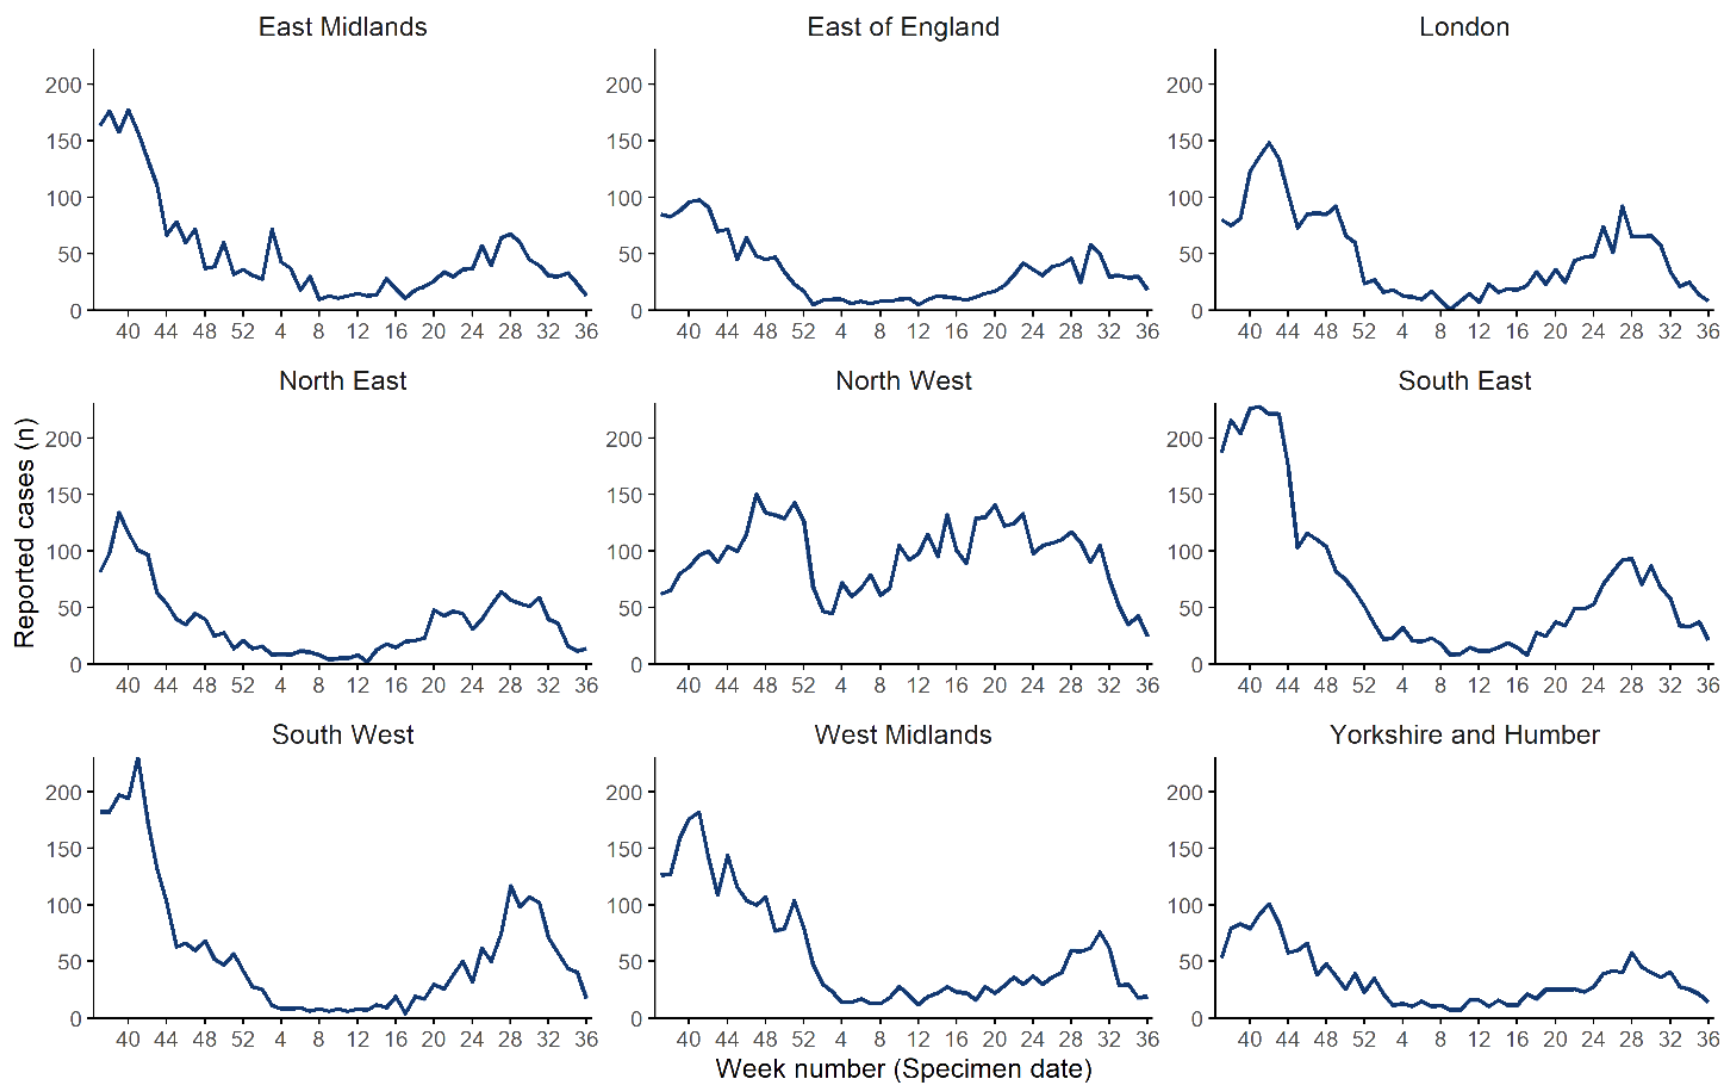 East Midlands East of England London
200 200 200
150 150 150
100 100 100
50 50 50
0 0 0
40 44 48 52 4 8 12 16 20 24 28 32 36 40 44 48 52 4 8 12 16 20 24 28 32 36 40 44 48 52 4 8 12 16 20 24 28 32 36
North East North West South East
Reported cases (n)
200 200 200
150 150 150
100 100 100
50 50 50
0 0 0
40 44 48 52 4 8 12 16 20 24 28 32 36 40 44 48 52 4 8 12 16 20 24 28 32 36 40 44 48 52 4 8 12 16 20 24 28 32 36
South West West Midlands Yorkshire and Humber
200 200 200
150 150 150
100 100 100
50 50 50
0 0 0
40 44 48 52 4 8 12 16 20 24 28 32 36 40 44 48 52 4 8 12 16 20 24 28 32 36 40 44 48 52 4 8 12 16 20 24 28 32 36
Week number (Specimen date)